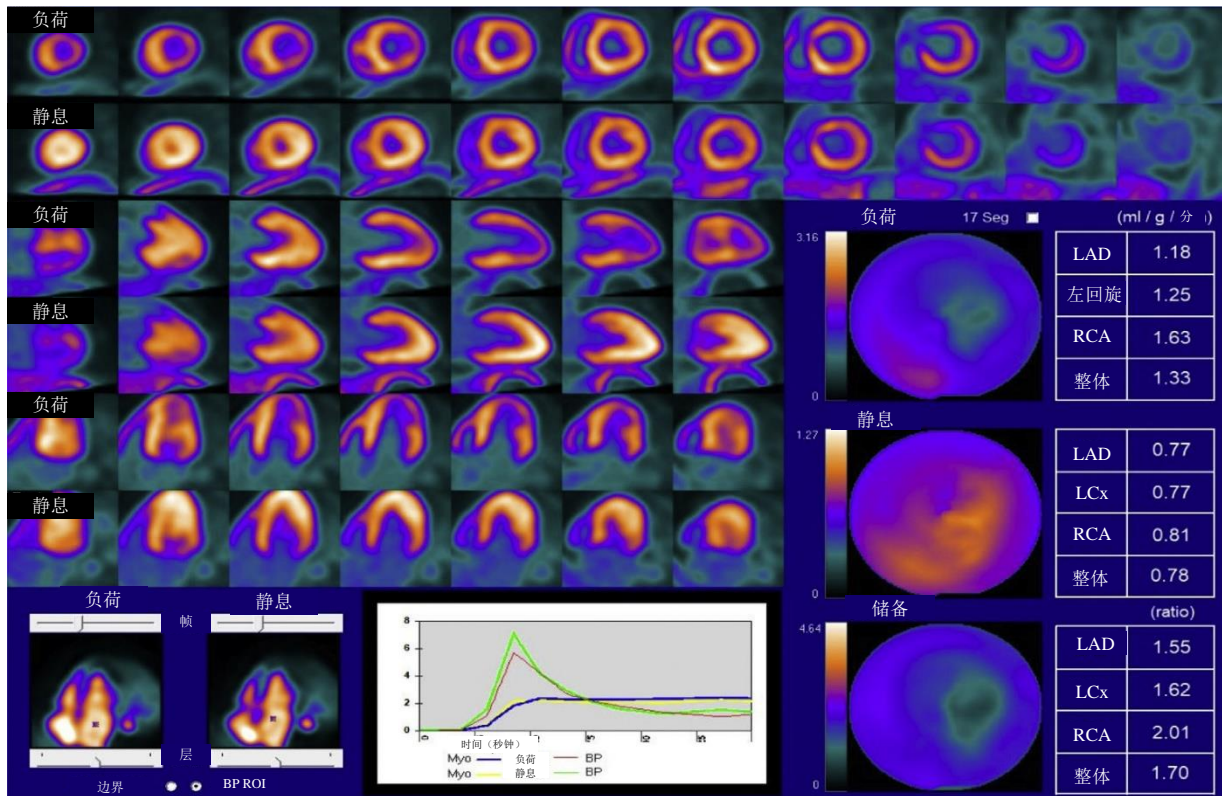 负荷
静息
负荷
静息
负荷
静息
负荷 17 Seg (ml / g / 分 )
3.16
0
LAD 1.18
左回旋 1.25
RCA 1.63
整体 1.33
静息
1.27
0
LAD 0.77
LCx 0.77
RCA 0.81
整体 0.78
储备 (ratio)
4.64
0
LAD 1.55
LCx 1.62
RCA 2.01
整体 1.70
负荷 帧 静息
层
边界 BP ROI
8
6
4
2
0
0
时间（秒钟）
Myo 负荷 BP
Myo 静息 BP